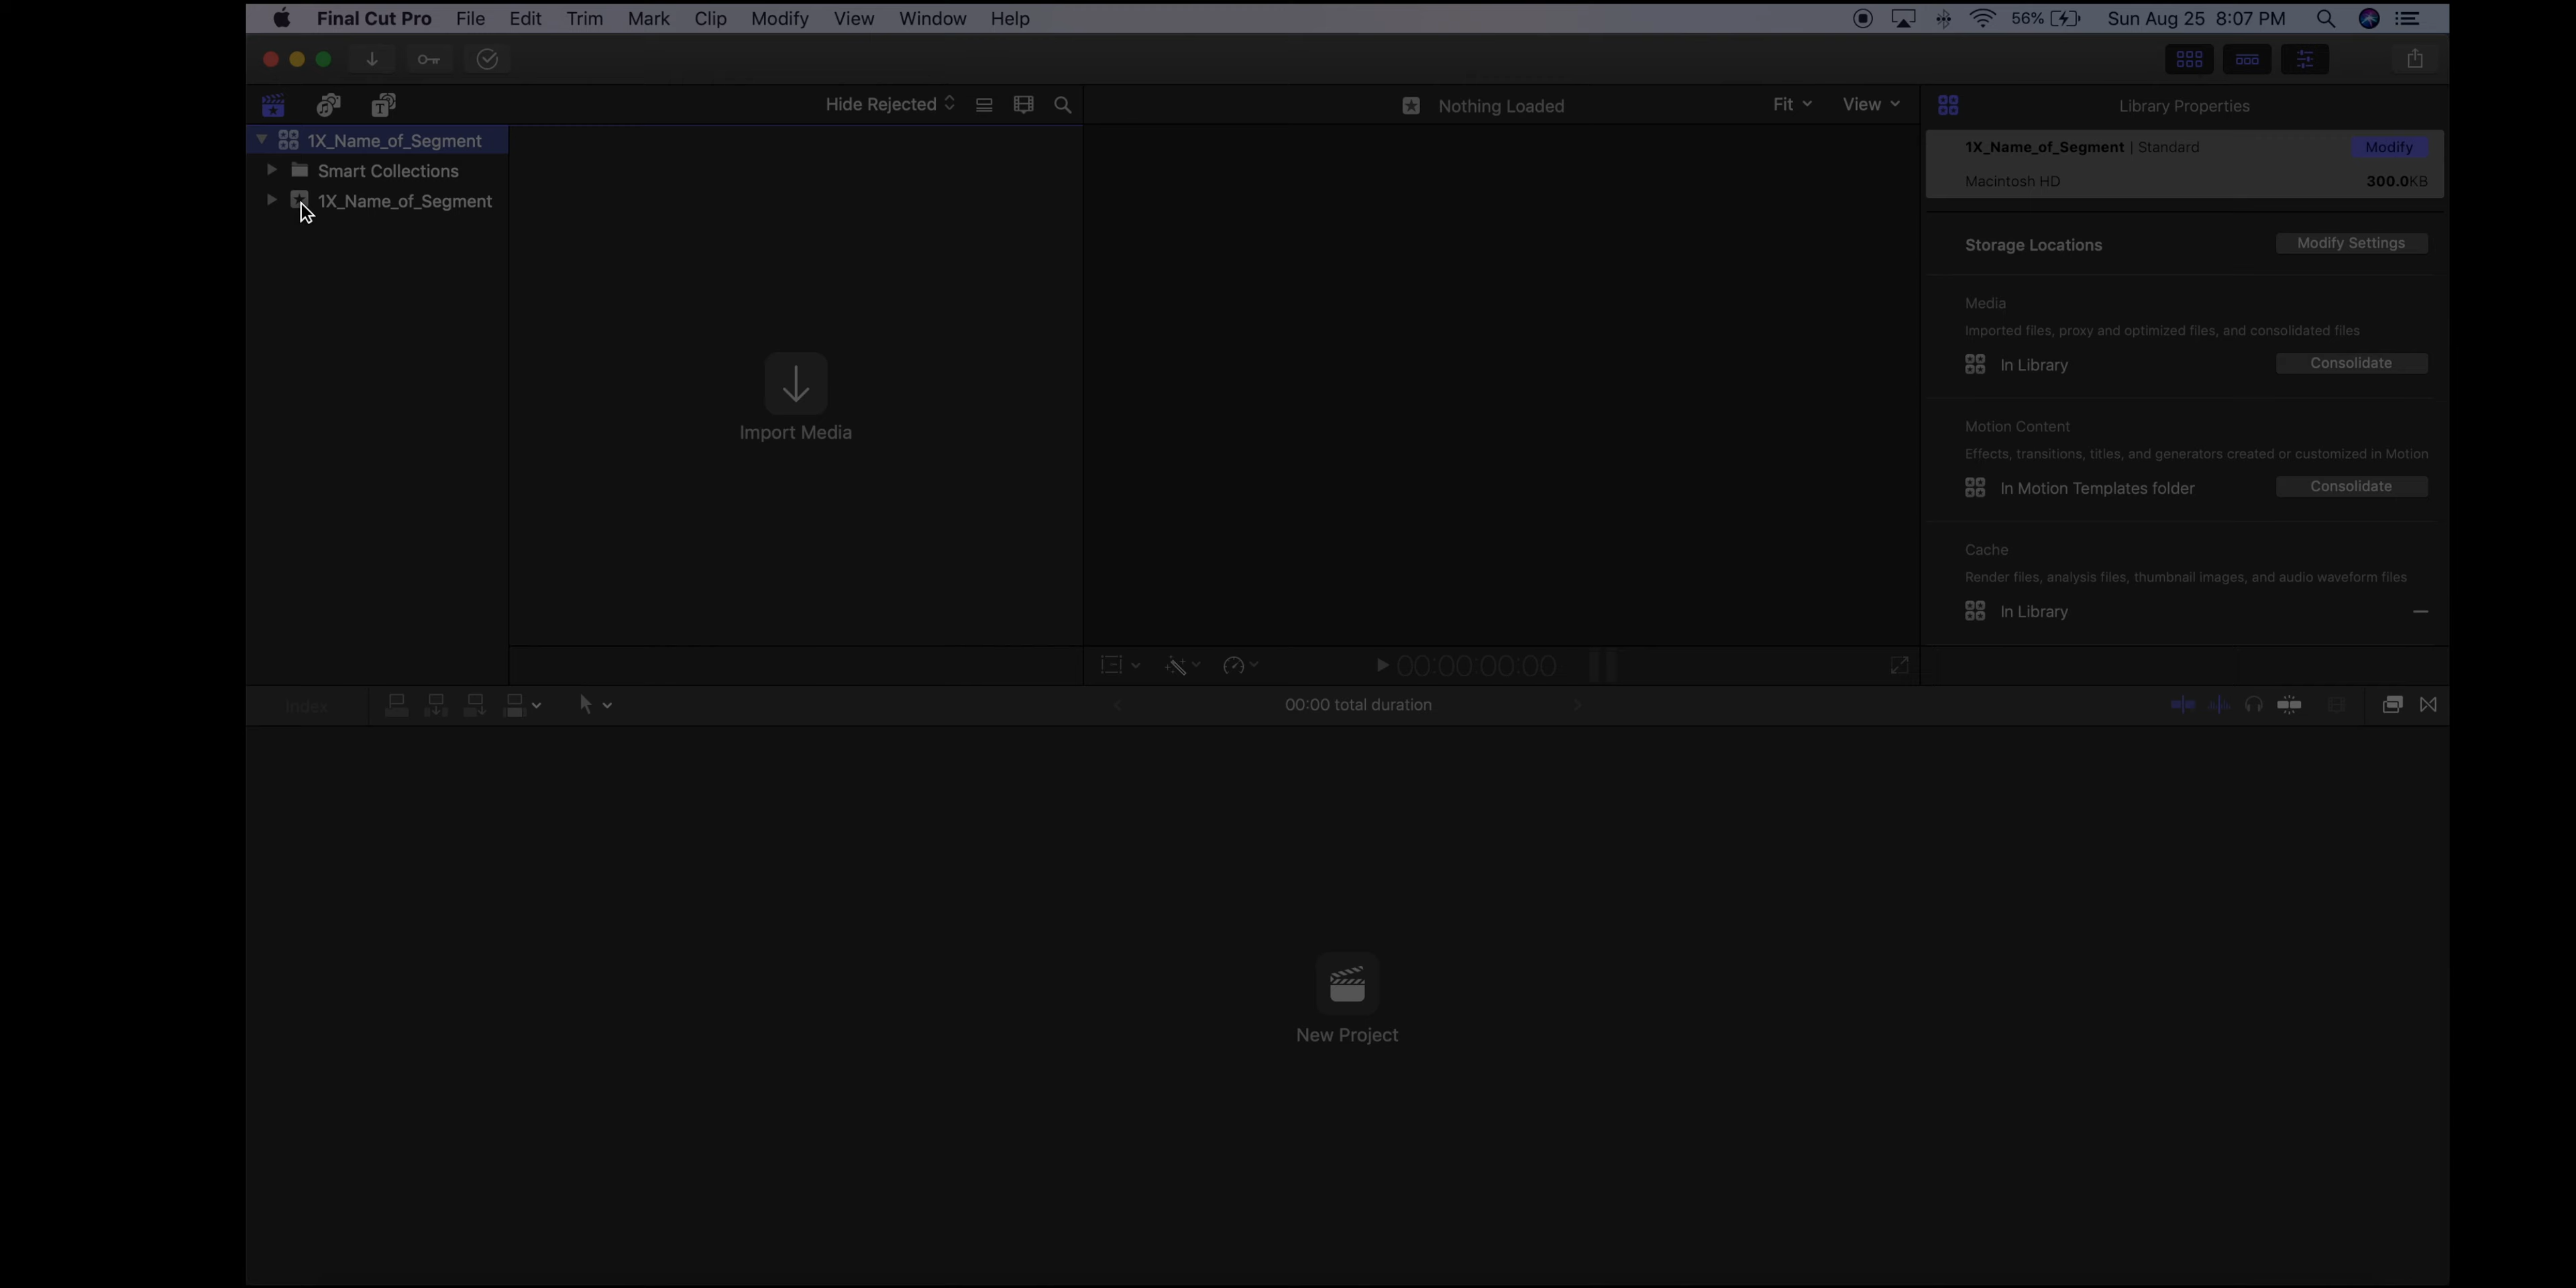 Final Cut Pro File Edit Trim Mark Clip Modify View Window Help 56% Sun Aug 25 8:07 PM
Hide Rejected
Nothing Loaded Fit View
Library Properties
1X_Name_of_Segment
Smart Collections
1X_Name_of_Segment
Import Media
1X_Name_of_Segment | Standard Modify
Macintosh HD 300.0KB
Storage Locations Modify Settings
Media
Imported files, proxy and optimized files, and consolidated files
In Library Consolidate
Motion Content
Effects, transitions, titles, and generators created or customized in Motion
In Motion Templates folder Consolidate
Cache
Render files, analysis files, thumbnail images, and audio waveform files
In Library
00:00:00:00
Index 00:00 total duration
New Project